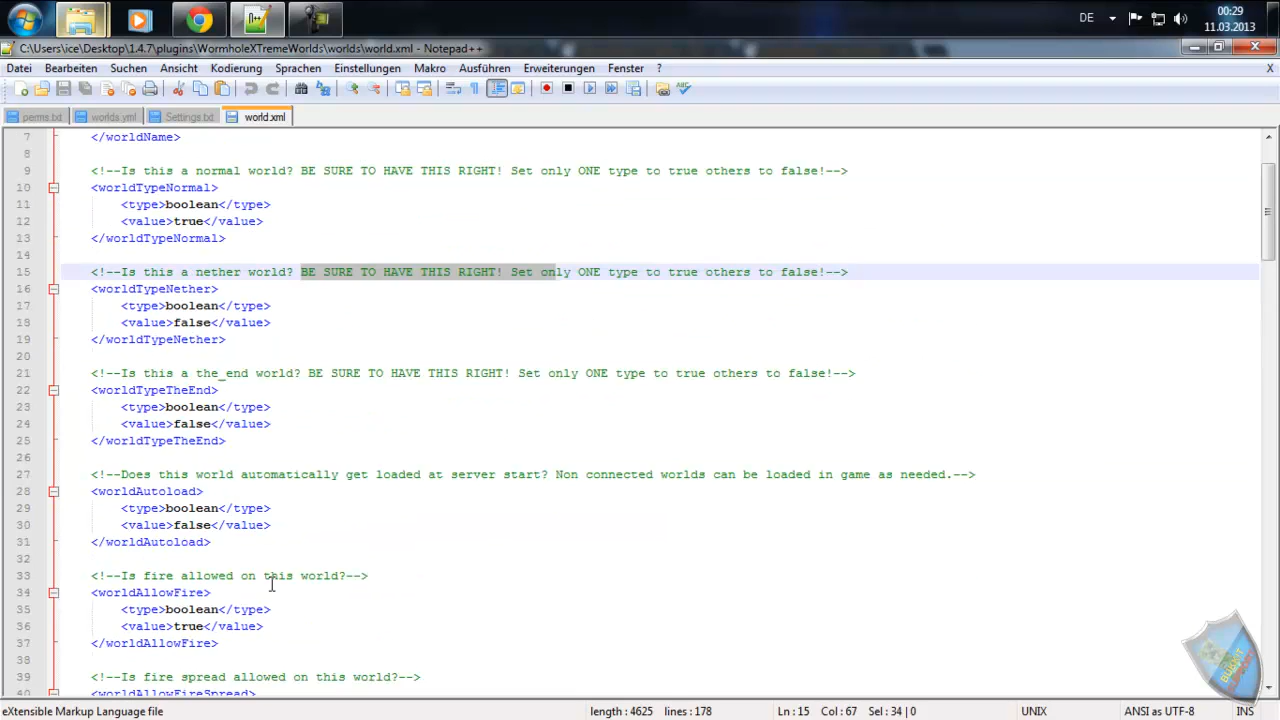 DE 00:29
11.03.2013
C:\Users\ice\Desktop\1.4.7\plugins\WormholeXTremeWorlds\worlds\world.xml - Notepad++
Datei Bearbeiten Suchen Ansicht Kodierung Sprachen Einstellungen Makro Ausführen Erweiterungen Fenster ? X
perms.txt worlds.yml Settings.txt world.xml
7 </worldName>
8
9 <!--Is this a normal world? BE SURE TO HAVE THIS RIGHT! Set only ONE type to true others to false!-->
10 <worldTypeNormal>
11 <type>boolean</type>
12 <value>true</value>
13 </worldTypeNormal>
14
15 <!--Is this a nether world? BE SURE TO HAVE THIS RIGHT! Set only ONE type to true others to false!-->
16 <worldTypeNether>
17 <type>boolean</type>
18 <value>false</value>
19 </worldTypeNether>
20
21 <!--Is this a the_end world? BE SURE TO HAVE THIS RIGHT! Set only ONE type to true others to false!-->
22 <worldTypeTheEnd>
23 <type>boolean</type>
24 <value>false</value>
25 </worldTypeTheEnd>
26
27 <!--Does this world automatically get loaded at server start? Non connected worlds can be loaded in game as needed.-->
28 <worldAutoload>
29 <type>boolean</type>
30 <value>false</value>
31 </worldAutoload>
32
33 <!--Is fire allowed on this world?-->
34 <worldAllowFire>
35 <type>boolean</type>
36 <value>true</value>
37 </worldAllowFire>
38
39 <!--Is fire spread allowed on this world?-->
40 <worldAllowFireSpread>
eXtensible Markup Language file length : 4625 lines : 178 Ln : 15 Col : 67 Sel : 34 | 0 UNIX ANSI as UTF-8 INS